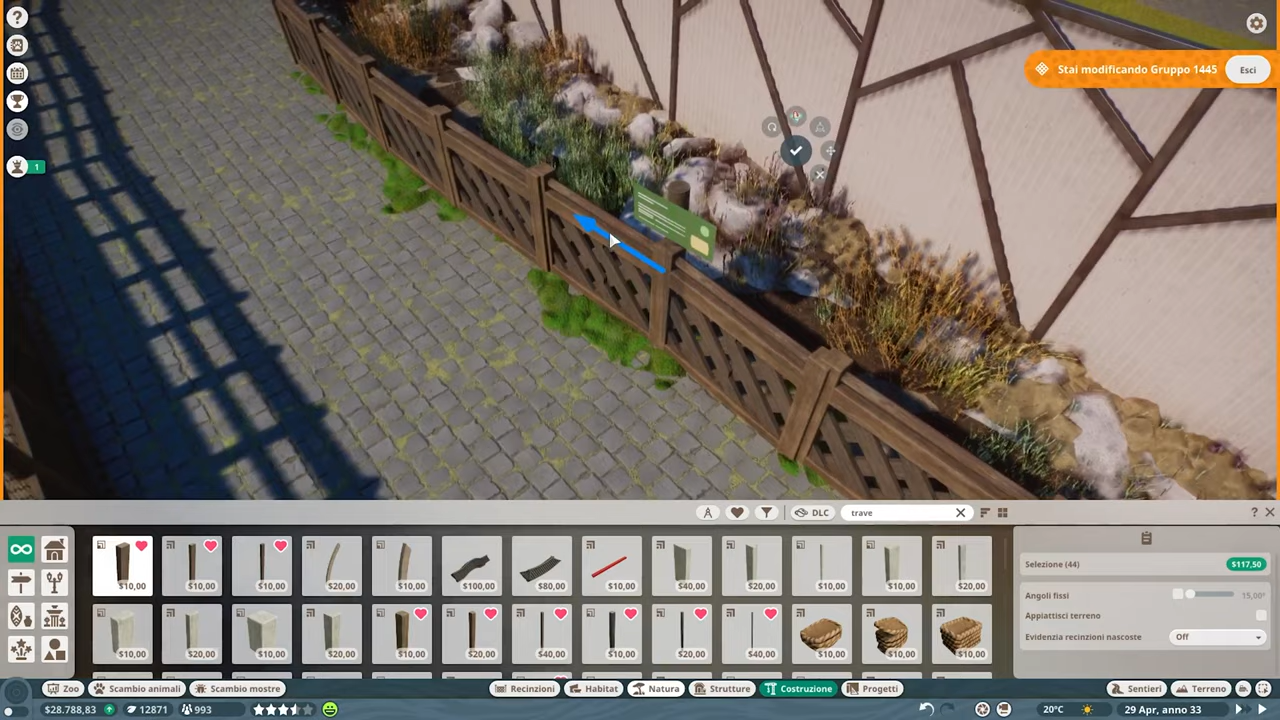 ?
Stai modificando Gruppo 1445
Esci
1
DLC
trave
?
$10,00
$10,00
$10,00
$20,00
$10,00
$100,00
$80,00
$10,00
$40,00
$20,00
$10,00
$10,00
$20,00
$10,00
$20,00
$10,00
$20,00
$10,00
$20,00
$40,00
$10,00
$20,00
$40,00
$10,00
$10,00
$10,00
Selezione (44)
$117,50
Angoli fissi
15,00°
Appiattisci terreno
Evidenzia recinzioni nascoste
Off
Zoo
Scambio animali
Scambio mostre
Recinzioni
Habitat
Natura
Strutture
Costruzione
Progetti
Sentieri
Terreno
$28.788,83
12871
993
20°C
29 Apr, anno 33